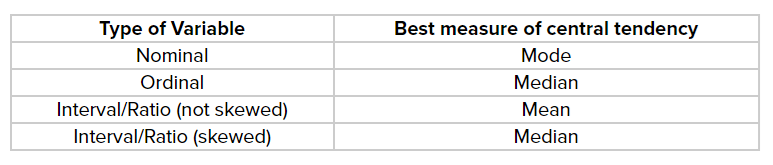 Type of Variable Best measure of central tendency
Nominal Mode
Ordinal Median
Interval/Ratio (not skewed) Mean
Interval/Ratio (skewed) Median